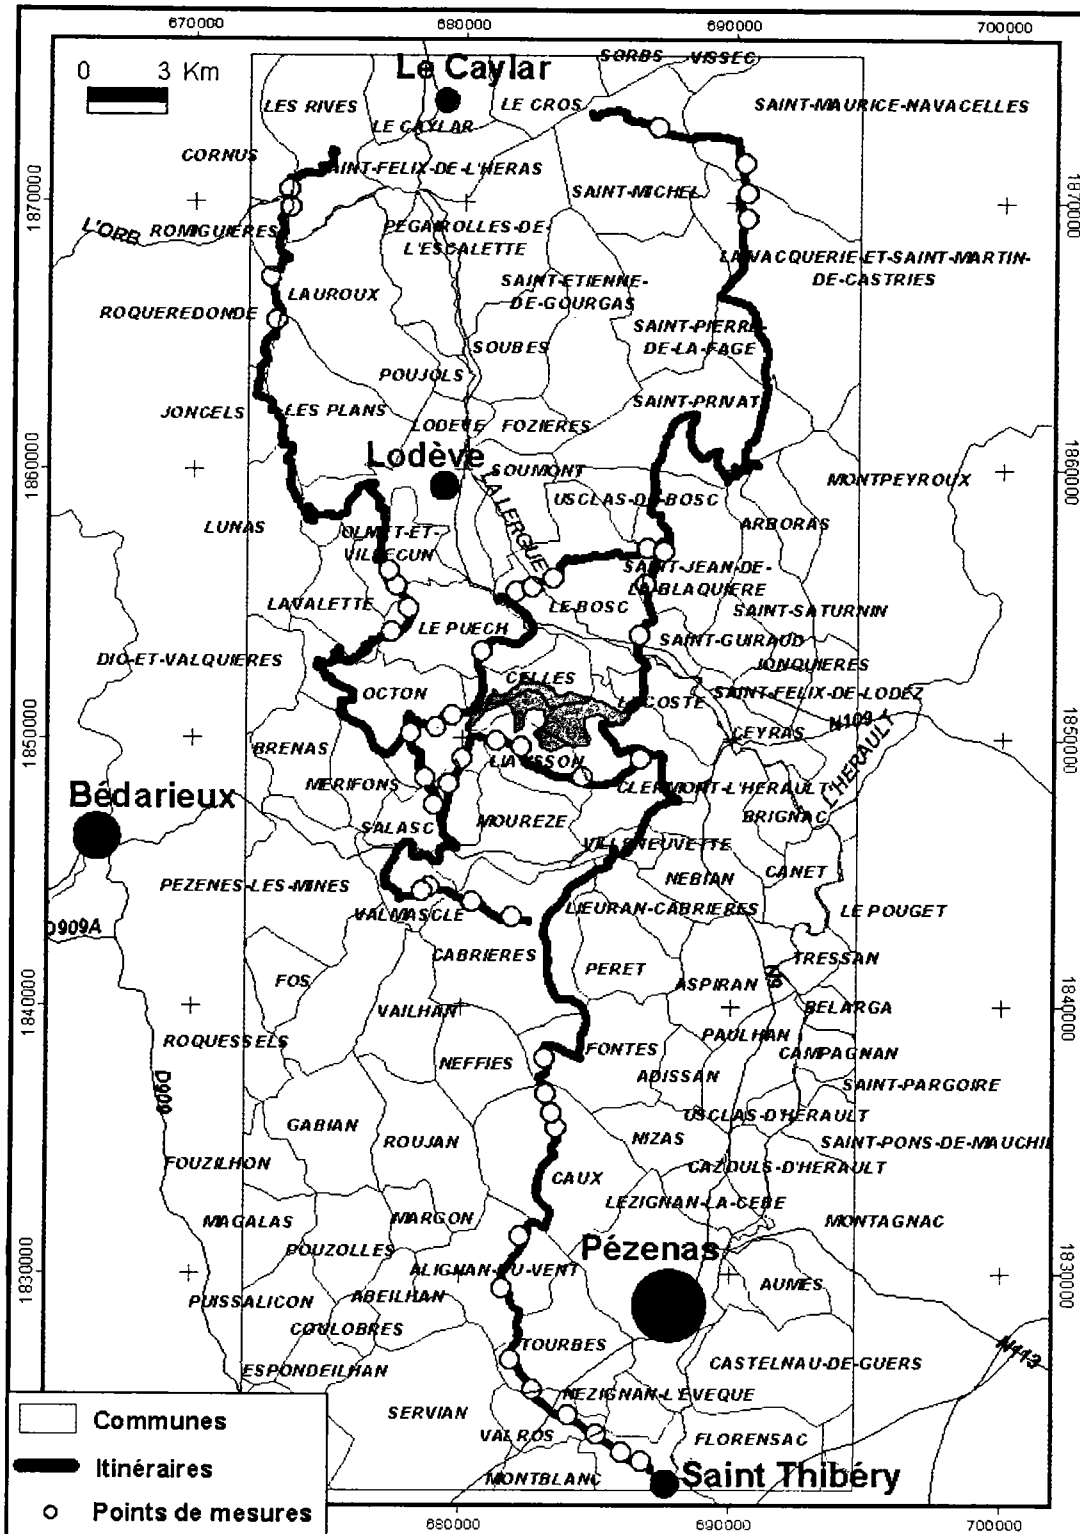 670000
680000
690000
700000
0 3 Km
Le Caylar
SORBS
VISSEC
LES RIVES
LE CROS
SAINT-MAURICE-NAVACELLES
LE CAYLAR
CORNUS
AINT-FELIX-DE-L'HERAS
SAINT-MICHEL
1870000
1870000
L'ORB
ROMIGUIERES
PEGAIROLLES-DE-
L'ESCALETTE
LA VACQUERIE-ET-SAINT-MARTIN-
DE-CASTRIES
LAUROUX
SAINT-ETIENNE-
DE-GOURGAS
ROQUEREDONDE
SAINT-PIERRE-
DE-LA-FAGE
SOUBES
POUJOLS
JONCELS
LES PLANS
SAINT-PRIVAT
LODEVE
FOZIERES
1860000
1860000
Lodève
SOUMONT
MONTPEYROUX
LA LERGUE
USCLAS-DU-BOSC
LUNAS
OLMET-ET-
VILLECUN
ARBORAS
SAINT-JEAN-DE-
LA-BLAQUIERE
LAVALETTE
LE BOSC
SAINT-SATURNIN
LE PUECH
SAINT-GUIRAUD
DIO-ET-VALQUIERES
JONQUIERES
CELLES
OCTON
LACOSTE
SAINT-FELIX-DE-LODEZ
1850000
1850000
N109
CEYRAS
L'HERAULT
BRENAS
LIAUSSON
MERIFONS
CLERMONT-L'HERAULT
Bédarieux
BRIGNAC
SALASC
MOUREZE
VILLENEUVETTE
CANET
PEZENES-LES-MINES
NEBIAN
VALMASCLE
LIEURAN-CABRIERES
LE POUGET
D909A
CABRIERES
TRESSAN
PERET
N9
FOS
ASPIRAN
1840000
1840000
VAILHAN
BELARGA
ROQUESSELS
PAULHAN
FONTES
CAMPAGNAN
NEFFIES
ADISSAN
D909
SAINT-PARGOIRE
USCLAS-D'HERAULT
GABIAN
ROUJAN
NIZAS
SAINT-PONS-DE-MAUCHI
FOUZILHON
CAZOULS-D'HERAULT
CAUX
LEZIGNAN-LA-CEBE
MAGALAS
MARGON
MONTAGNAC
POUZOLLES
Pézenas
1830000
1830000
ALIGNAN-DU-VENT
AUMES
PUISSALICON
ABEILHAN
COULOBRES
TOURBES
N113
ESPONDEILHAN
CASTELNAU-DE-GUERS
NEZIGNAN-L'EVEQUE
SERVIAN
VALROS
FLORENSAC
MONTBLANC
Saint Thibéry
Communes
Itinéraires
Points de mesures
680000
690000
700000